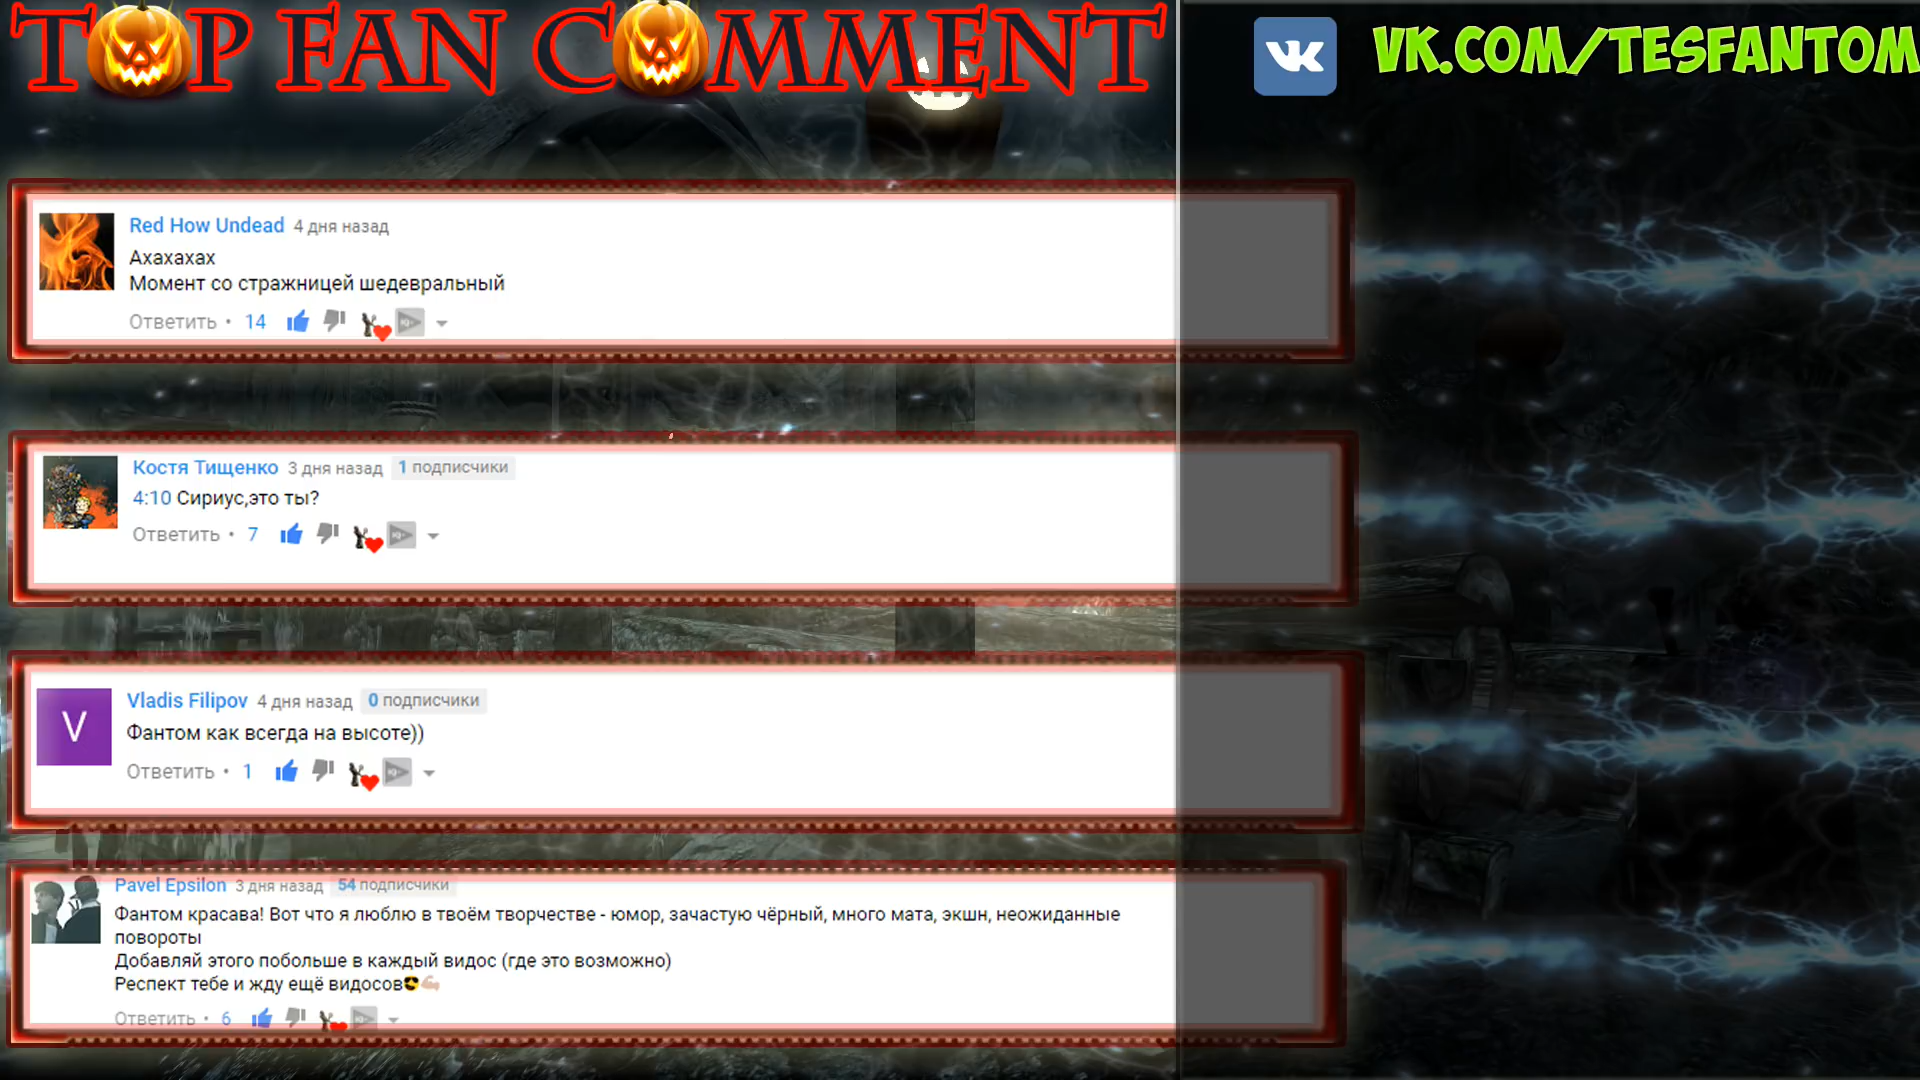 TOP FAN COMMENT
VK.COM/TESFANTOM
Red How Undead 4 дня назад
Ахахахах
Момент со стражницей шедевральный
Ответить • 14
Костя Тищенко 3 дня назад 1 подписчики
4:10 Сириус,это ты?
Ответить • 7
V
Vladis Filipov 4 дня назад 0 подписчики
Фантом как всегда на высоте))
Ответить • 1
Pavel Epsilon 3 дня назад 54 подписчики
Фантом красава! Вот что я люблю в твоём творчестве - юмор, зачастую чёрный, много мата, экшн, неожиданные
повороты
Добавляй этого побольше в каждый видос (где это возможно)
Респект тебе и жду ещё видосов😎💪🏻
Ответить • 6